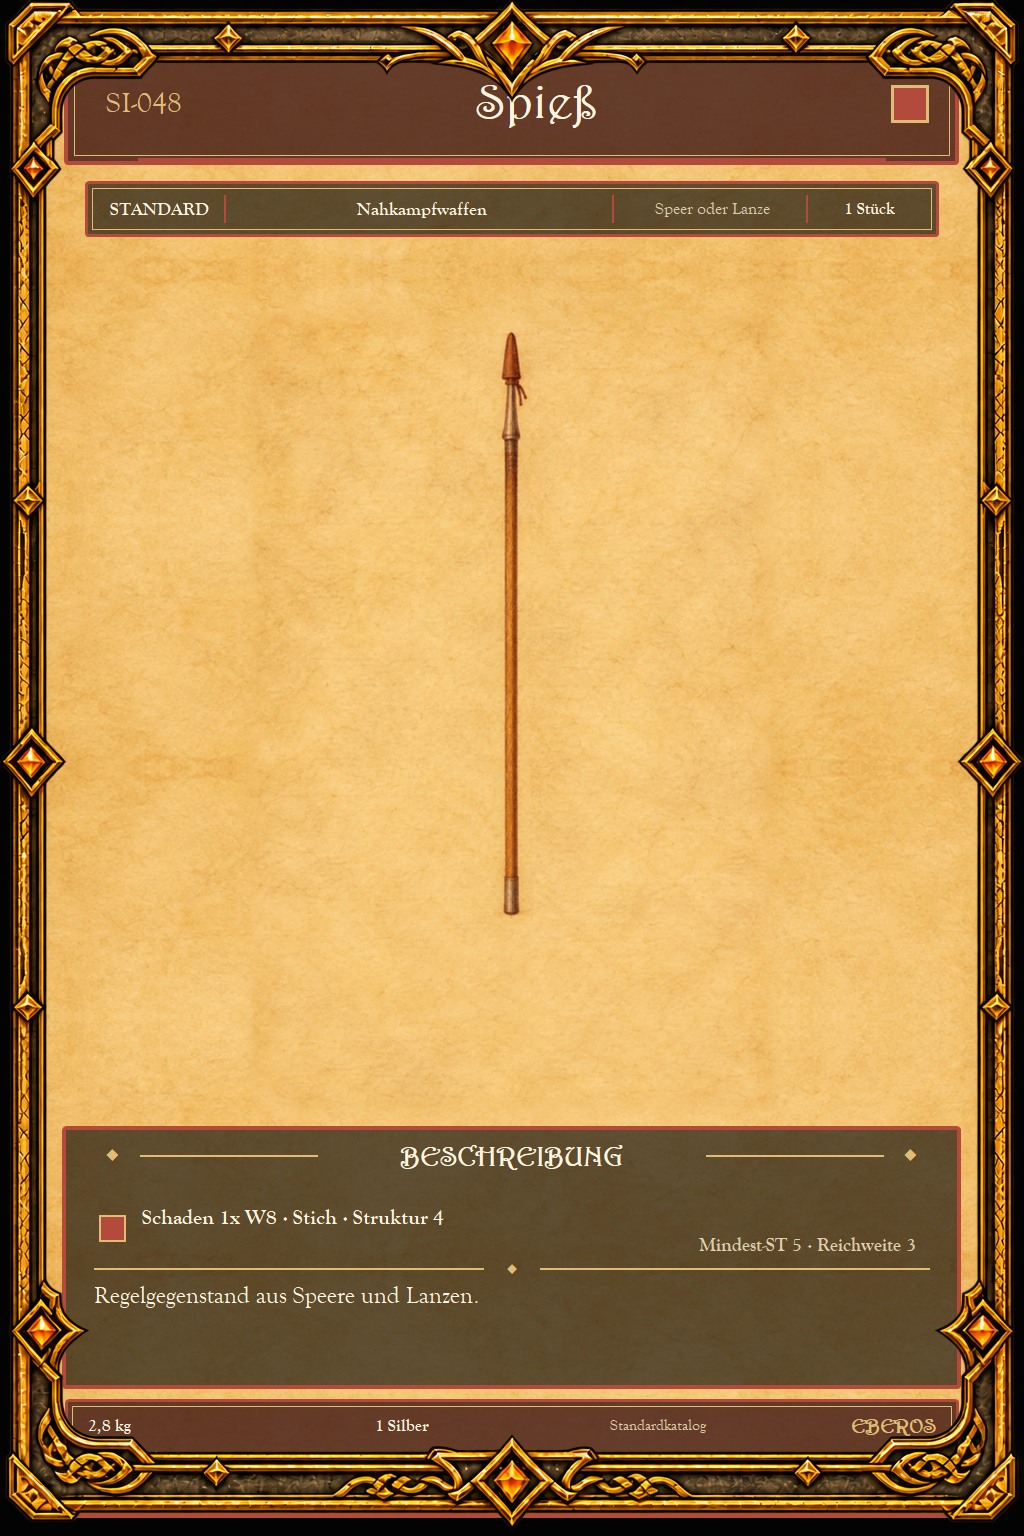 SI-048
Spieß
STANDARD
Nahkampfwaffen
Speer oder Lanze
1 Stück
BESCHREIBUNG
Schaden 1x W8 · Stich · Struktur 4
Mindest-ST 5 · Reichweite 3
Regelgegenstand aus Speere und Lanzen.
2,8 kg
1 Silber
Standardkatalog
EBEROS